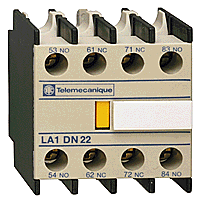 53 NO 61 NC 71 NC 83 NO
Telemecanique
LA1 DN 22
54 NO 62 NC 72 NC 84 NO